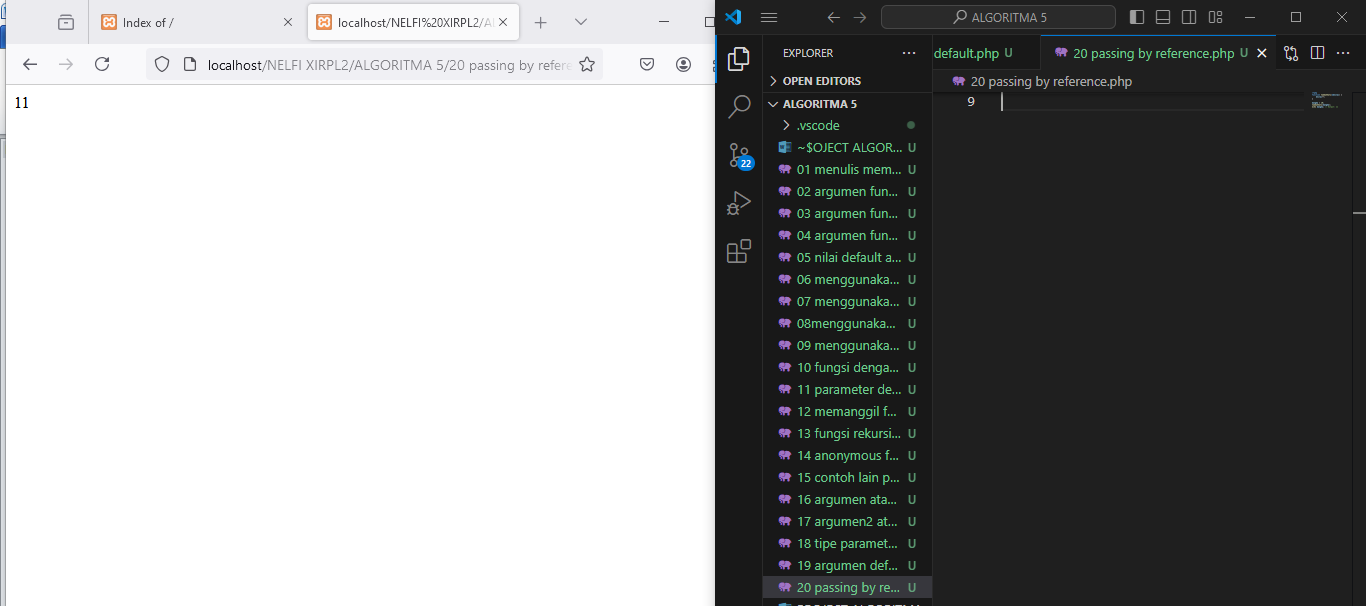 Index of /
localhost/NELFI%20XIRPL2/AL
localhost/NELFI XIRPL2/ALGORITMA 5/20 passing by refere
11
ALGORITMA 5
EXPLORER
OPEN EDITORS
ALGORITMA 5
.vscode
~$OJECT ALGOR... U
01 menulis mem... U
02 argumen fun... U
03 argumen fun... U
04 argumen fun... U
05 nilai default a... U
06 menggunaka... U
07 menggunaka... U
08menggunaka... U
09 menggunaka... U
10 fungsi denga... U
11 parameter de... U
12 memanggil f... U
13 fungsi rekursi... U
14 anonymous f... U
15 contoh lain p... U
16 argumen ata... U
17 argumen2 at... U
18 tipe paramet... U
19 argumen def... U
20 passing by re... U
22
default.php U
20 passing by reference.php U
20 passing by reference.php
9